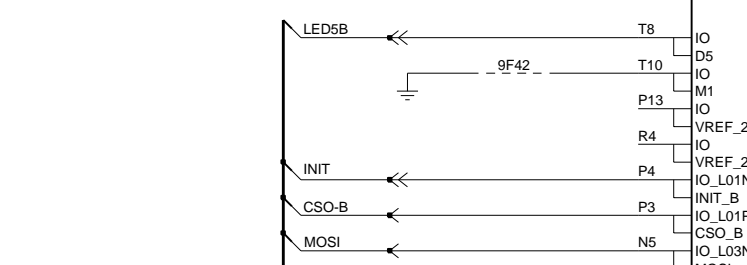 LED5B T8 IO
D5
9F42 T10 IO
M1
P13 IO
VREF_2
R4 IO
VREF_2
INIT P4 IO_L01N
INIT_B
CSO-B P3 IO_L01P
CSO_B
MOSI N5 IO_L03N